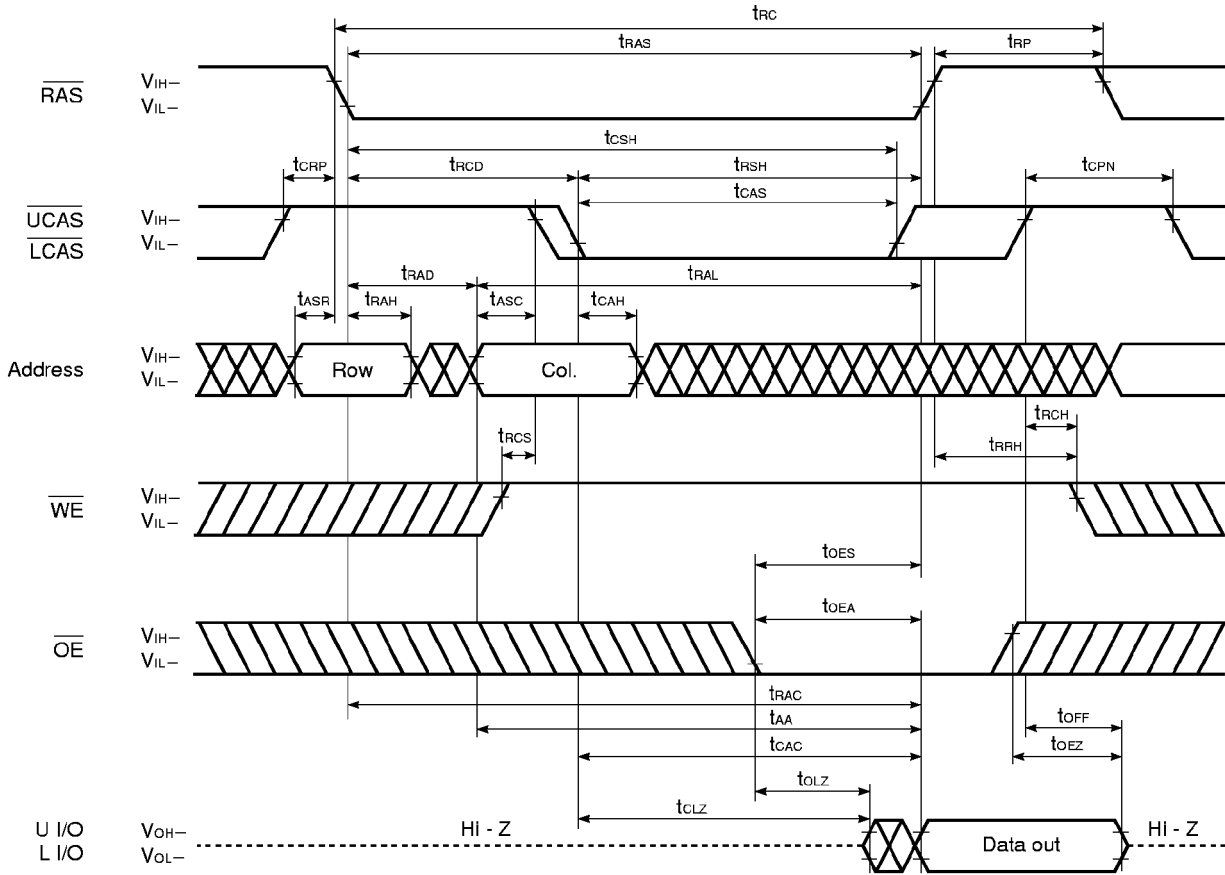 tRC
tRAS tRP
RAS VIH–
VIL–
tCSH
tCRP tRCD tRSH tCPN
tCAS
UCAS VIH–
LCAS VIL–
tRAD tRAL
tASR tRAH tASC tCAH
Address VIH–
VIL–
Row Col.
tRCS tRCH
tRRH
WE VIH–
VIL–
tOES
tOEA
OE VIH–
VIL–
tRAC
tAA tOFF
tCAC tOEZ
tOLZ
tCLZ
U I/O VOH– Hi - Z Hi - Z
L I/O VOL– Data out